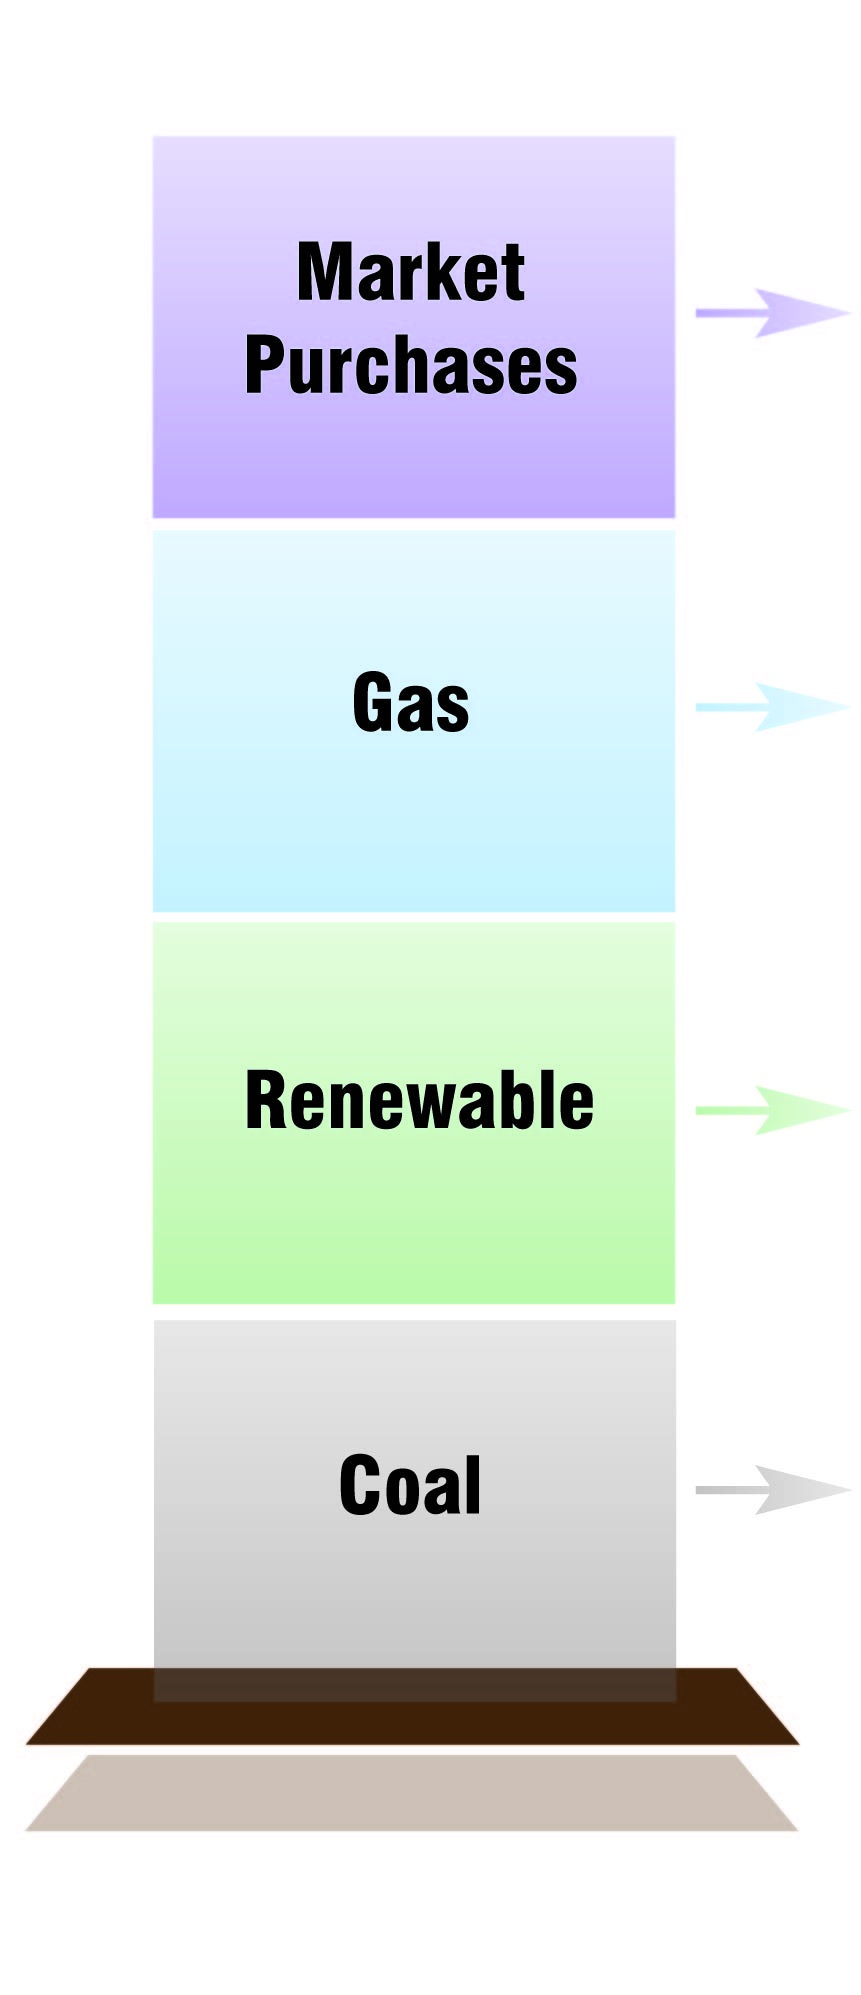 Market
Purchases
Gas
Renewable
Coal